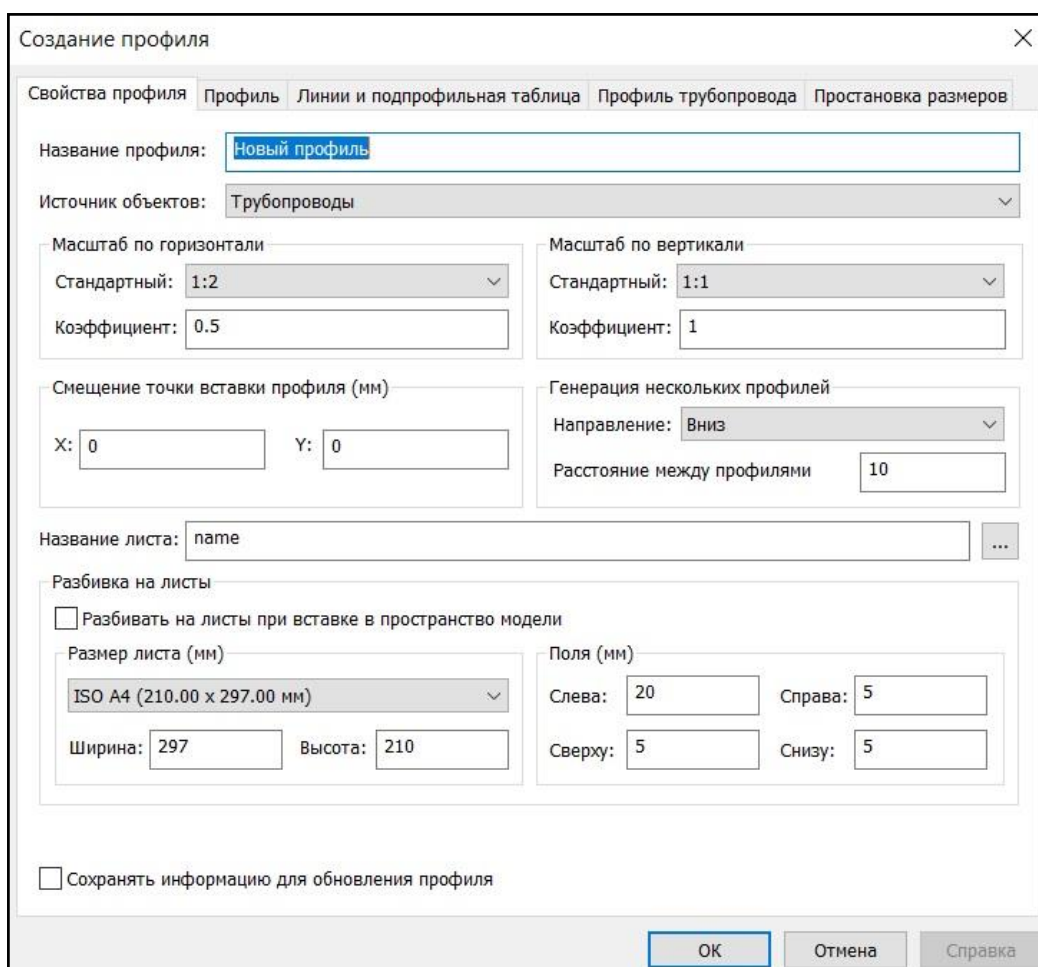 Создание профиля
Свойства профиля Профиль Линии и подпрофильная таблица Профиль трубопровода Простановка размеров
Название профиля: Новый профиль
Источник объектов: Трубопроводы
Масштаб по горизонтали
Стандартный: 1:2
Коэффициент: 0.5
Масштаб по вертикали
Стандартный: 1:1
Коэффициент: 1
Смещение точки вставки профиля (мм)
X: 0 Y: 0
Генерация нескольких профилей
Направление: Вниз
Расстояние между профилями 10
Название листа: name ...
Разбивка на листы
Разбивать на листы при вставке в пространство модели
Размер листа (мм)
ISO A4 (210.00 x 297.00 мм)
Ширина: 297 Высота: 210
Поля (мм)
Слева: 20 Справа: 5
Сверху: 5 Снизу: 5
Сохранять информацию для обновления профиля
ОК Отмена Справка